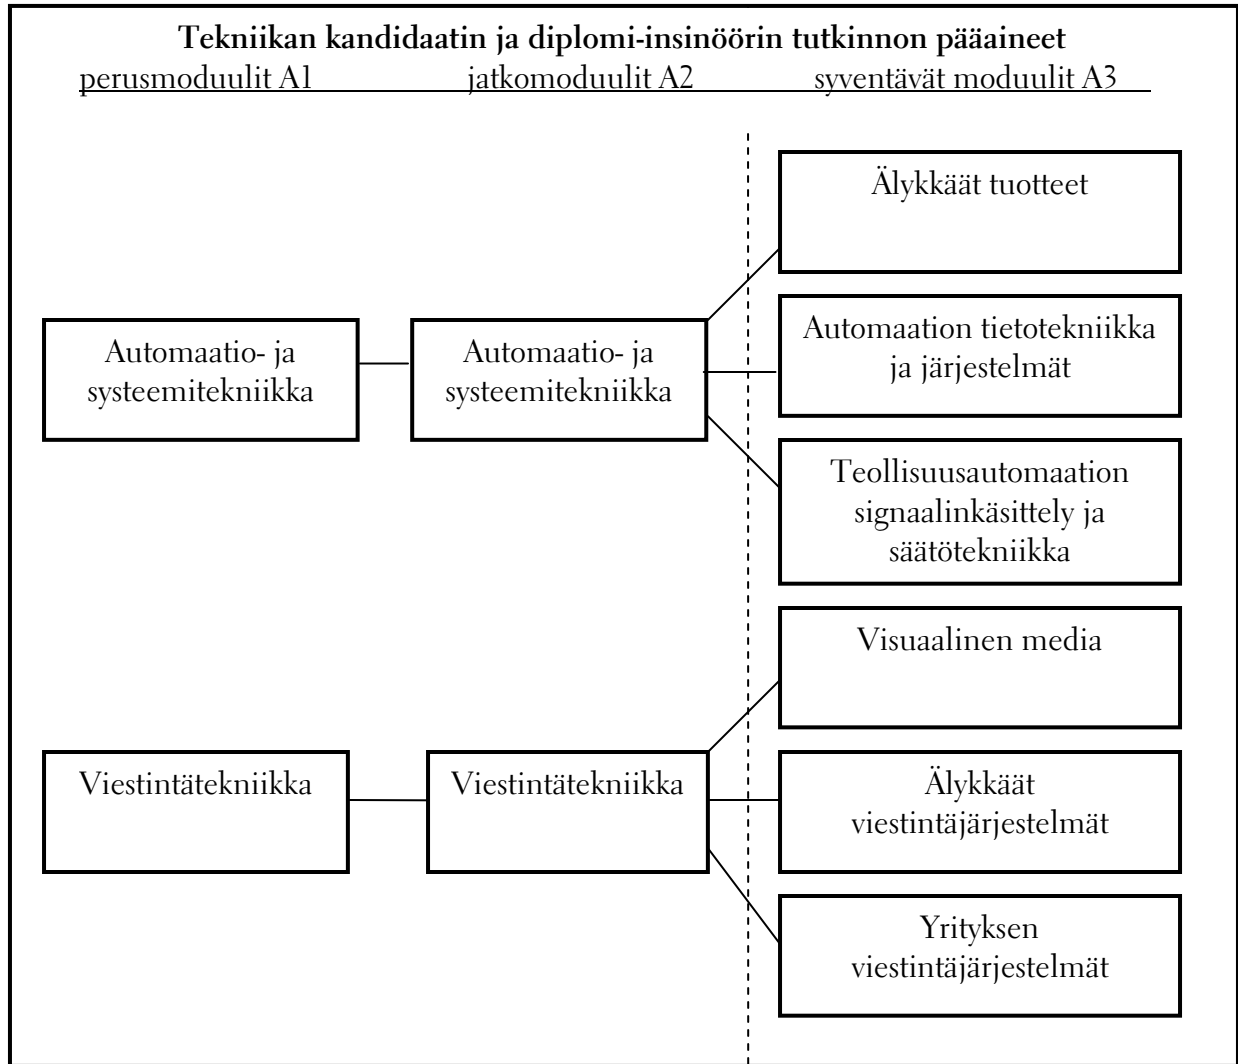 Tekniikan kandidaatin ja diplomi-insinöörin tutkinnon pääaineet
perusmoduulit A1 jatkomoduulit A2 syventävät moduulit A3
Älykkäät tuotteet
Automaatio- ja
systeemitekniikka
Automaatio- ja
systeemitekniikka
Automaation tietotekniikka
ja järjestelmät
Teollisuusautomaation
signaalinkäsittely ja
säätötekniikka
Visuaalinen media
Viestintätekniikka
Viestintätekniikka
Älykkäät
viestintäjärjestelmät
Yrityksen
viestintäjärjestelmät